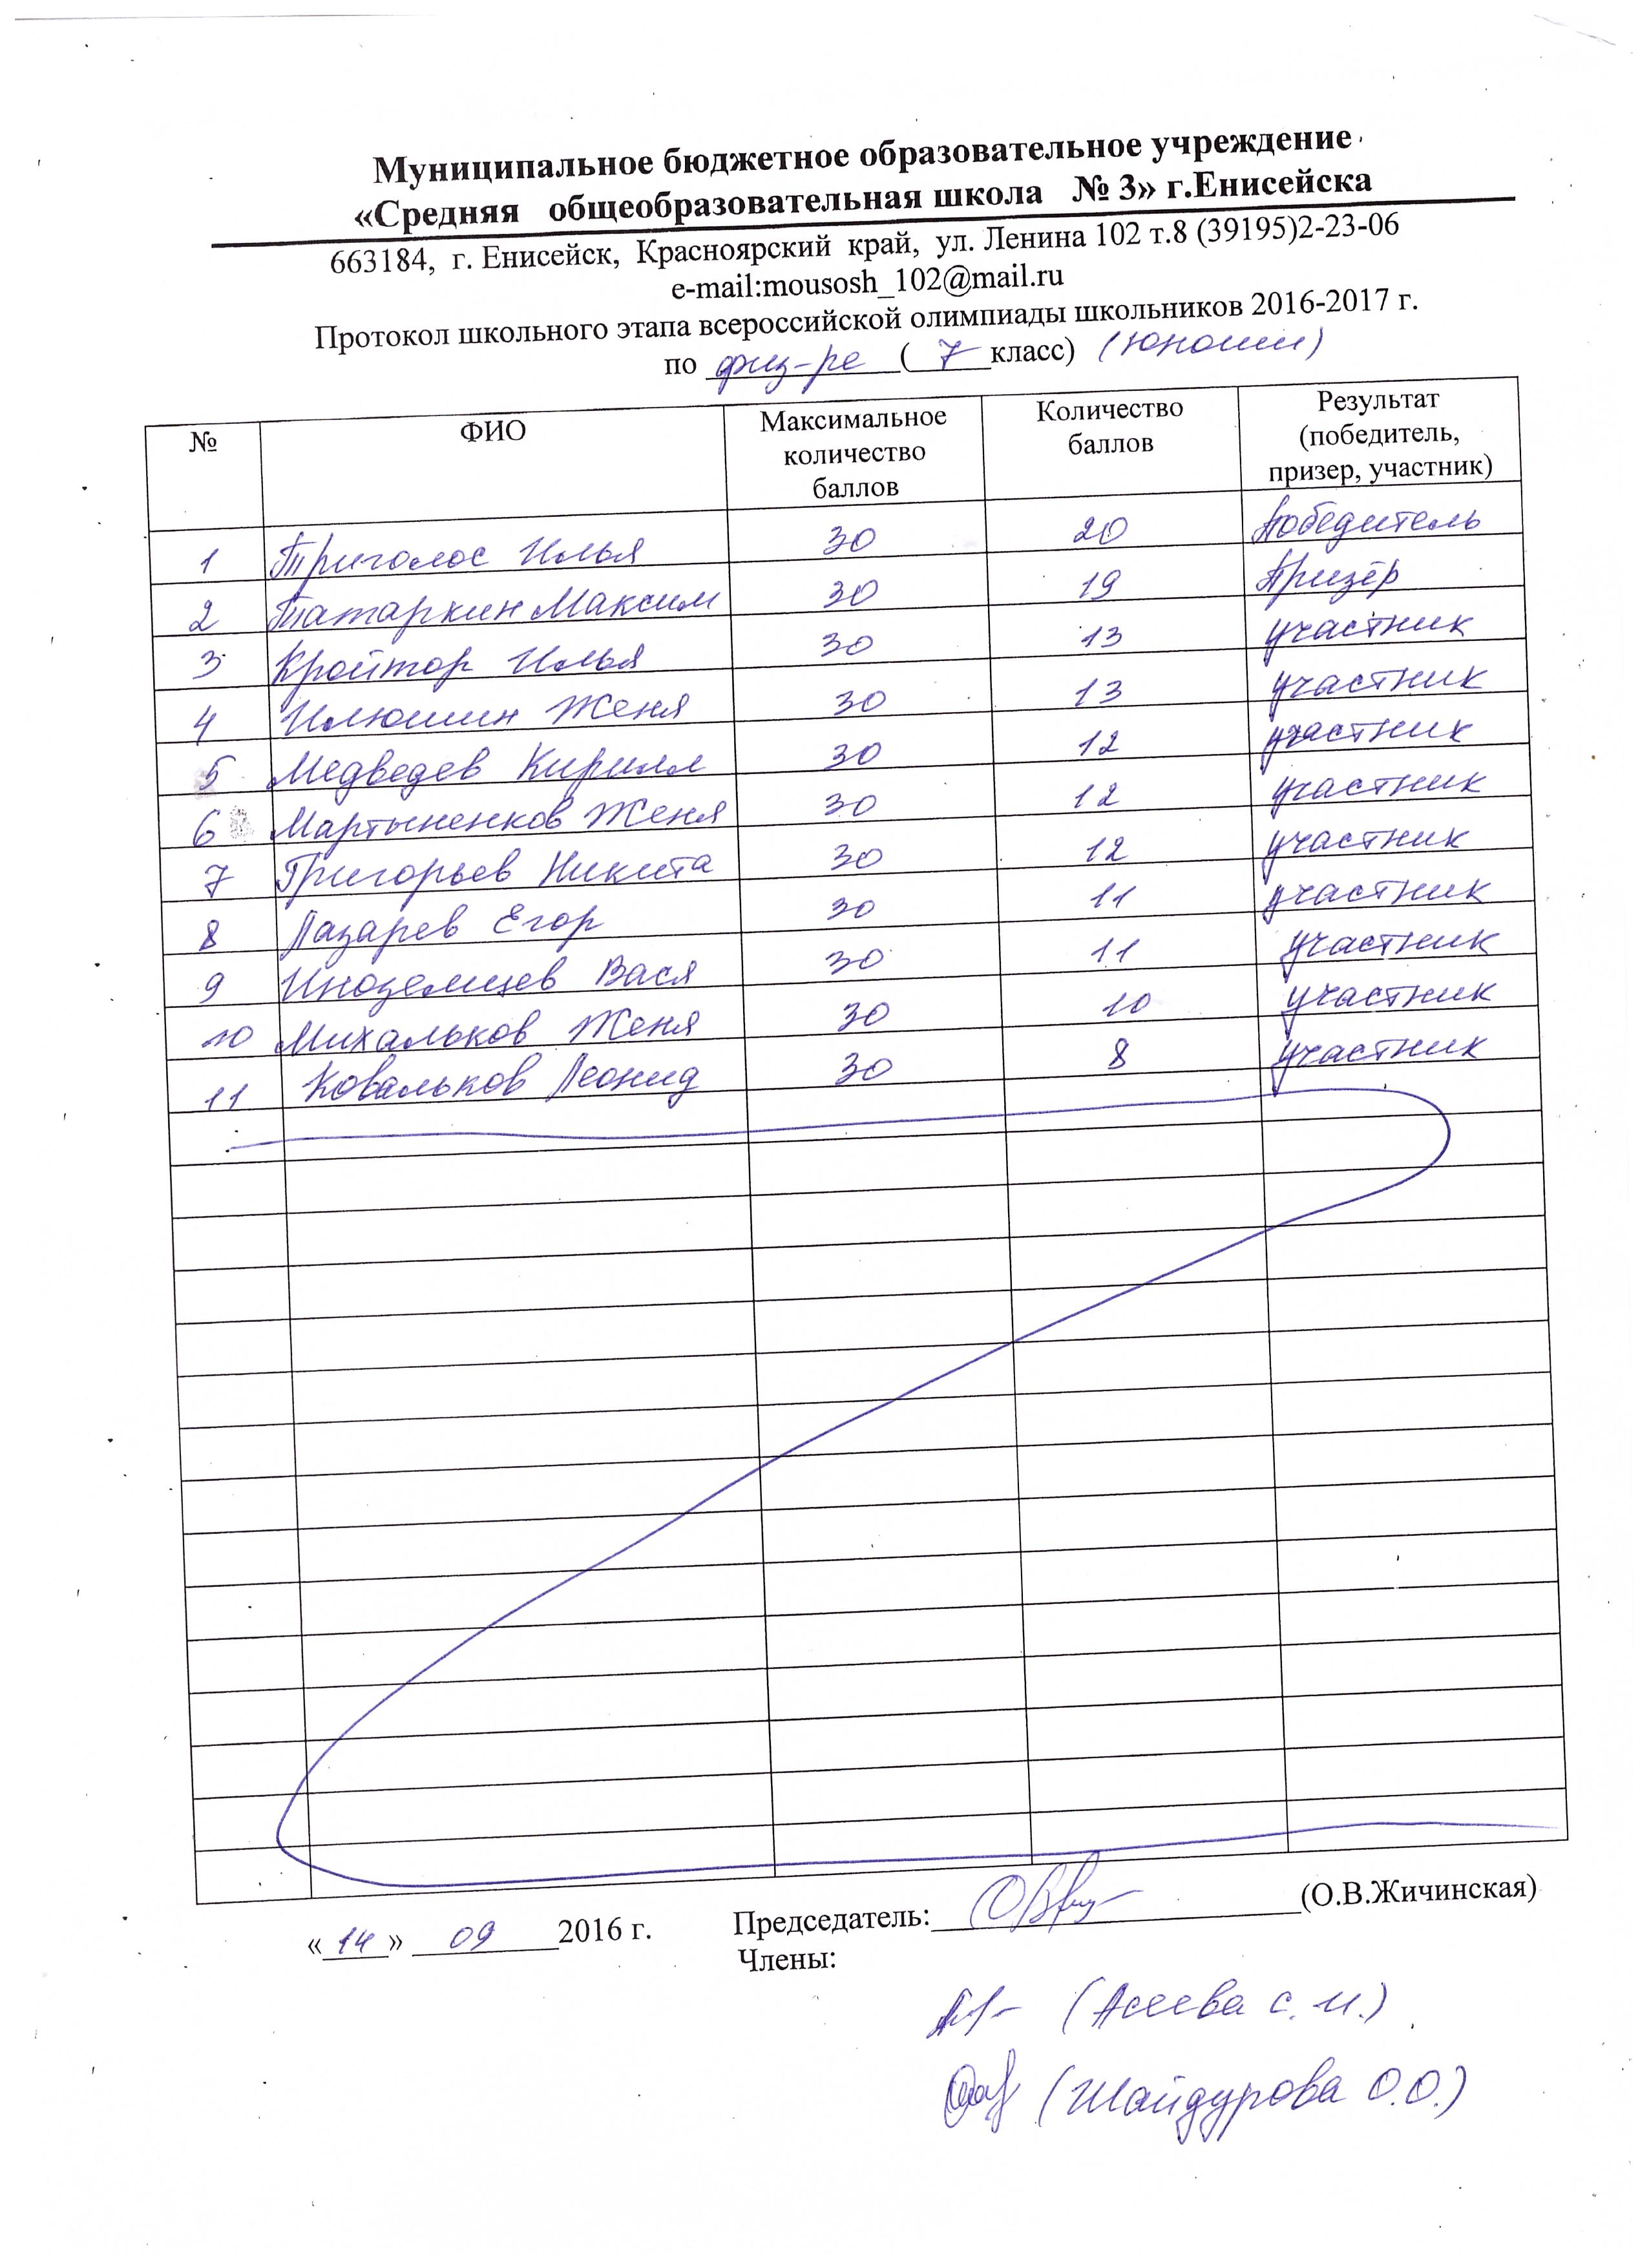 Муниципальное бюджетное образовательное учреждение
«Средняя общеобразовательная школа № 3» г.Енисейска
663184, г. Енисейск, Красноярский край, ул. Ленина 102 т.8 (39195)2-23-06
e-mail:mousosh_102@mail.ru
Протокол школьного этапа всероссийской олимпиады школьников 2016-2017 г.
по физ-ре (7 класс) (юноши)
№ ФИО Максимальное количество баллов Количество баллов Результат (победитель, призер, участник)
1 Триголос Илья 30 20 Победитель
2 Татаркин Максим 30 19 Призёр
3 Кройтор Илья 30 13 участник
4 Илюшин Женя 30 13 участник
5 Медведев Кирилл 30 12 участник
6 Мартыненков Женя 30 12 участник
7 Григорьев Никита 30 12 участник
8 Лазарев Егор 30 11 участник
9 Иноземцев Вася 30 11 участник
10 Михальков Женя 30 10 участник
11 Ковальков Леонид 30 8 участник
«14» 09 2016 г. Председатель: (О.В.Жичинская)
Члены:
(Асеева С.И.)
(Шайдурова О.О.)